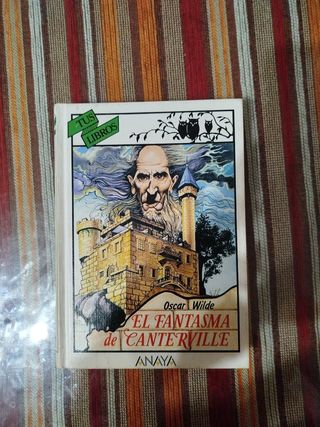 TUS
LIBROS
Oscar Wilde
EL FANTASMA
de CANTERVILLE
ANAYA